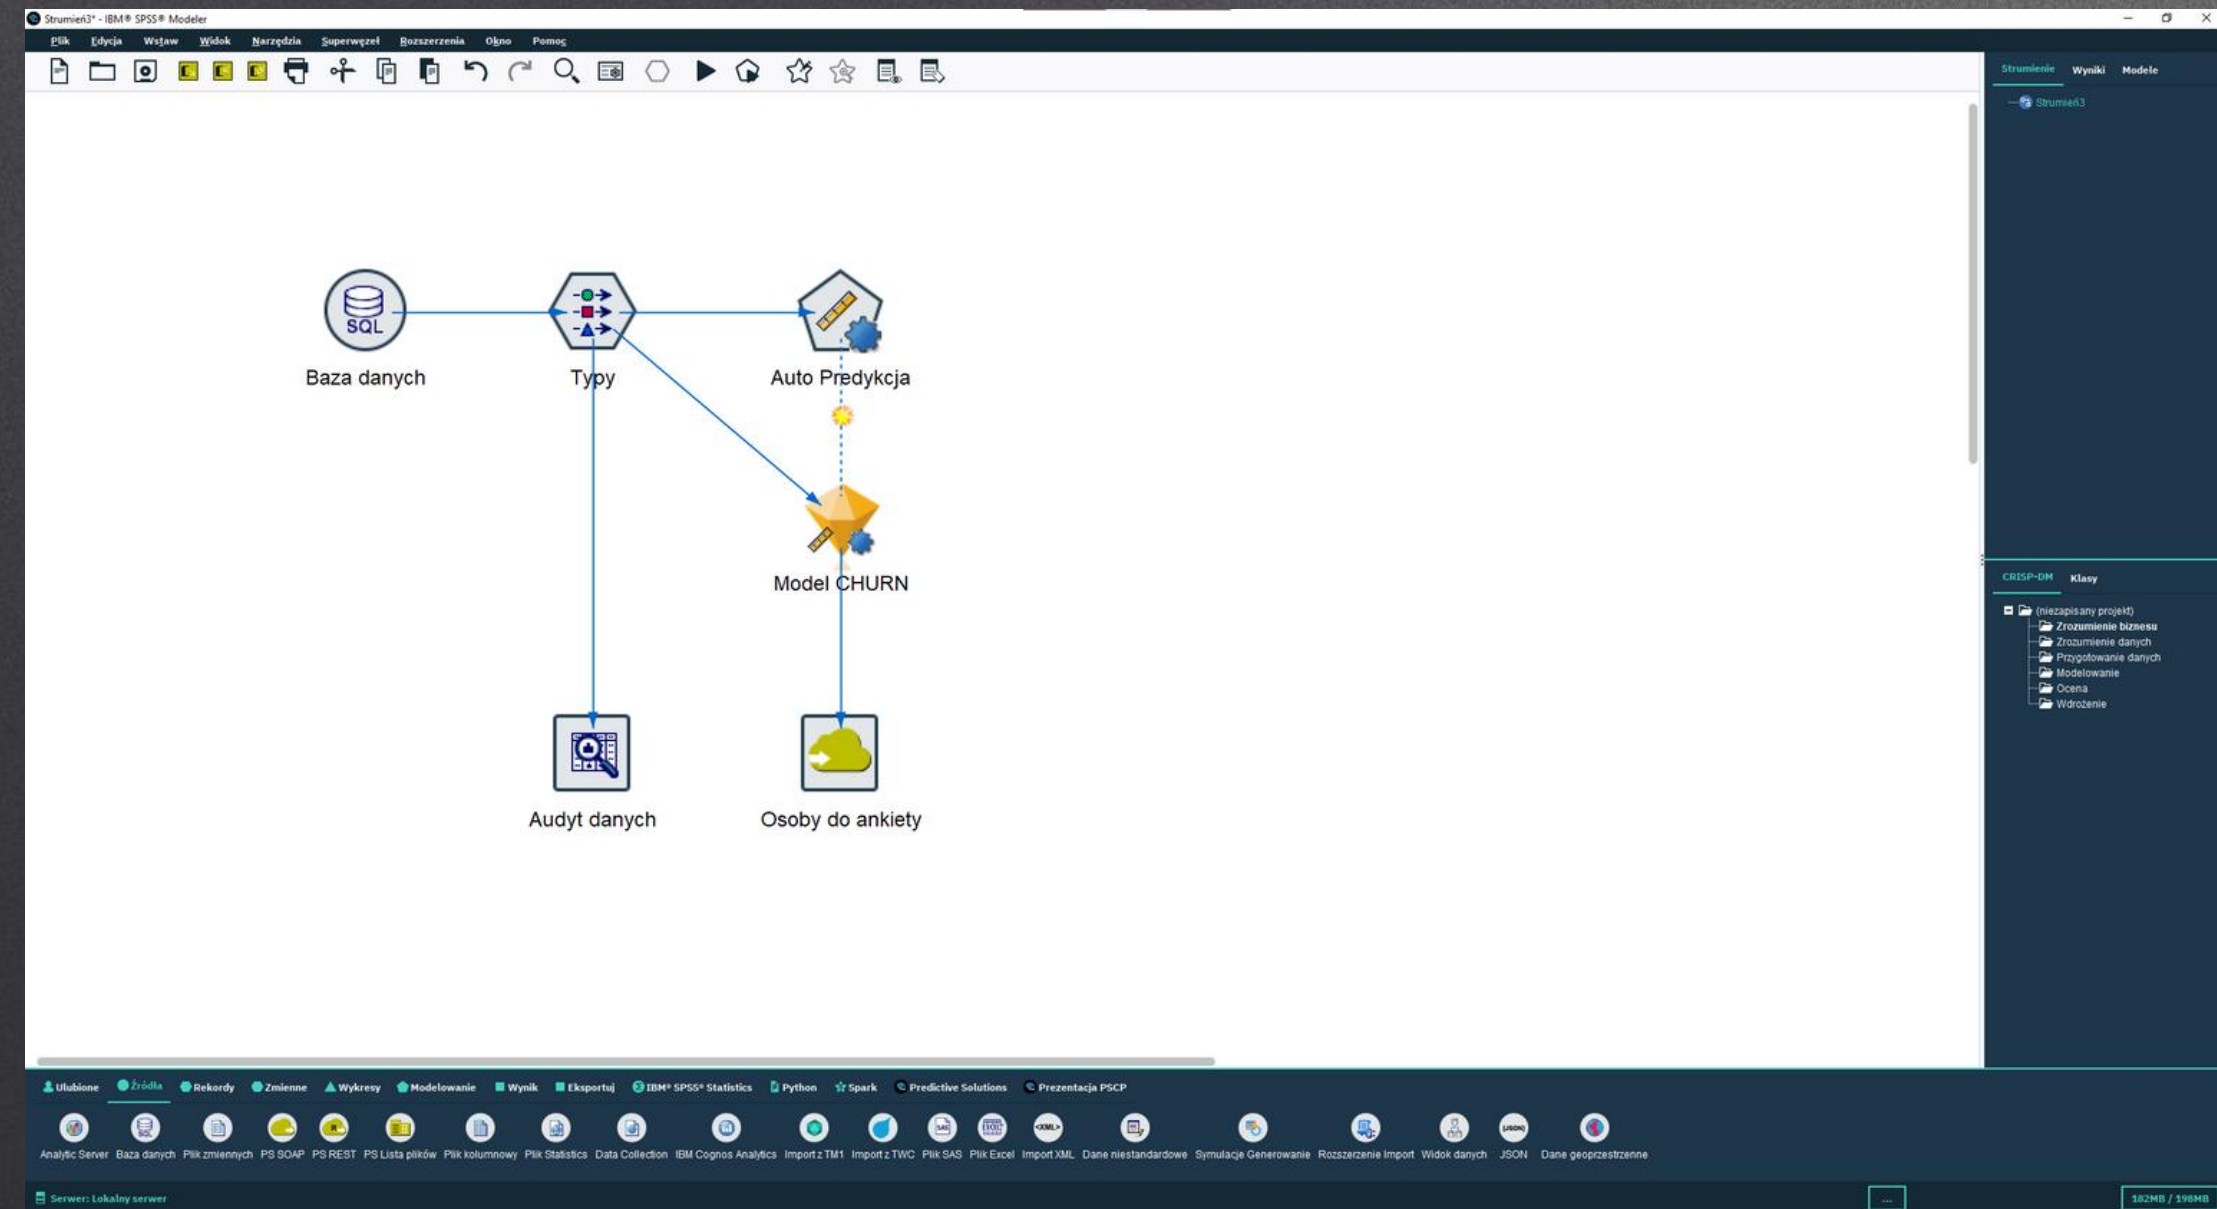 Strumień3* - IBM® SPSS® Modeler
Plik Edycja Wstaw Widok Narzędzia Superwęzeł Rozszerzenia Okno Pomoc
Strumienie Wyniki Modele
Strumień3
SQL
Baza danych
Typy
Auto Predykcja
Model CHURN
Audyt danych
Osoby do ankiety
CRISP-DM Klasy
(niezapisany projekt)
Zrozumienie biznesu
Zrozumienie danych
Przygotowanie danych
Modelowanie
Ocena
Wdrożenie
Ulubione Źródła Rekordy Zmienne Wykresy Modelowanie Wynik Eksportuj IBM® SPSS® Statistics Python Spark Predictive Solutions Prezentacja PSCP
Analytic Server Baza danych Plik zmiennych PS SOAP PS REST PS Lista plików Plik kolumnowy Plik Statistics Data Collection IBM Cognos Analytics Import z TM1 Import z TWC Plik SAS Plik Excel Import XML Dane niestandardowe Symulacje Generowanie Rozszerzenie Import Widok danych JSON Dane geoprzestrzenne
Serwer: Lokalny serwer
...
182MB / 198MB